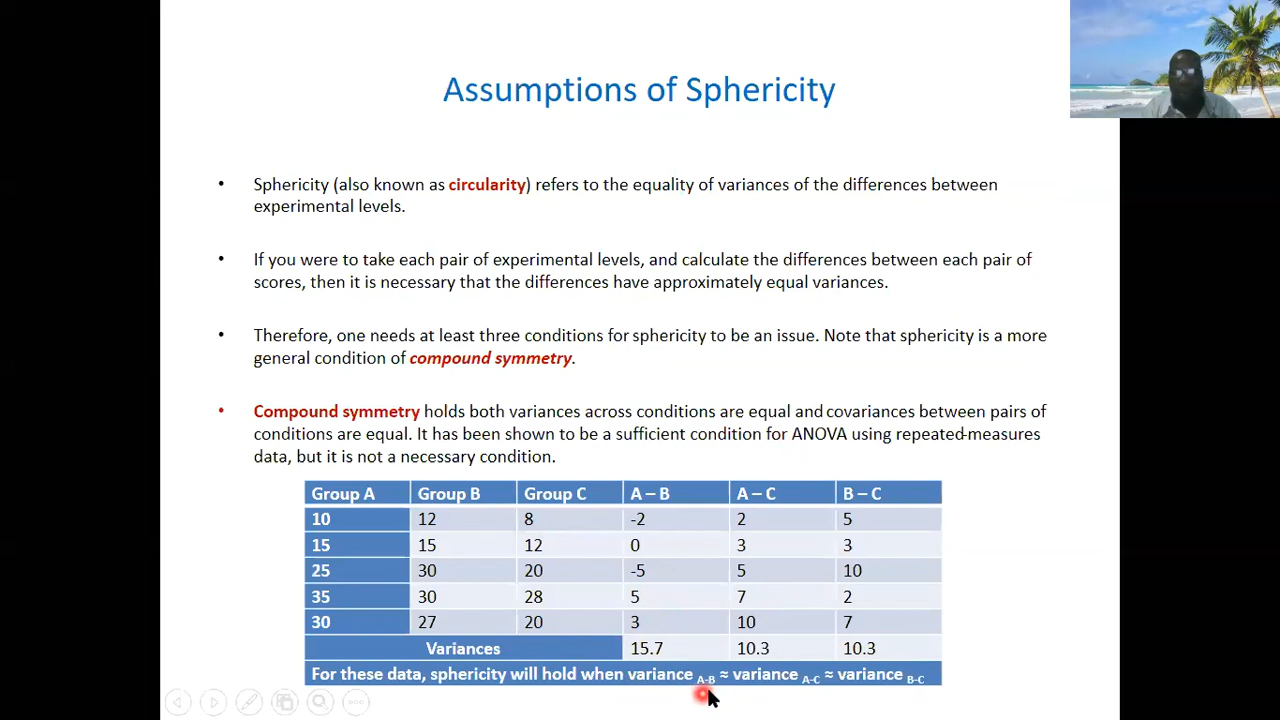 Assumptions of Sphericity
• Sphericity (also known as circularity) refers to the equality of variances of the differences between
experimental levels.
• If you were to take each pair of experimental levels, and calculate the differences between each pair of
scores, then it is necessary that the differences have approximately equal variances.
• Therefore, one needs at least three conditions for sphericity to be an issue. Note that sphericity is a more
general condition of compound symmetry.
• Compound symmetry holds both variances across conditions are equal and covariances between pairs of
conditions are equal. It has been shown to be a sufficient condition for ANOVA using repeated-measures
data, but it is not a necessary condition.
Group A Group B Group C A – B A – C B – C
10 12 8 -2 2 5
15 15 12 0 3 3
25 30 20 -5 5 10
35 30 28 5 7 2
30 27 20 3 10 7
Variances 15.7 10.3 10.3
For these data, sphericity will hold when variance A-B ≈ variance A-C ≈ variance B-C